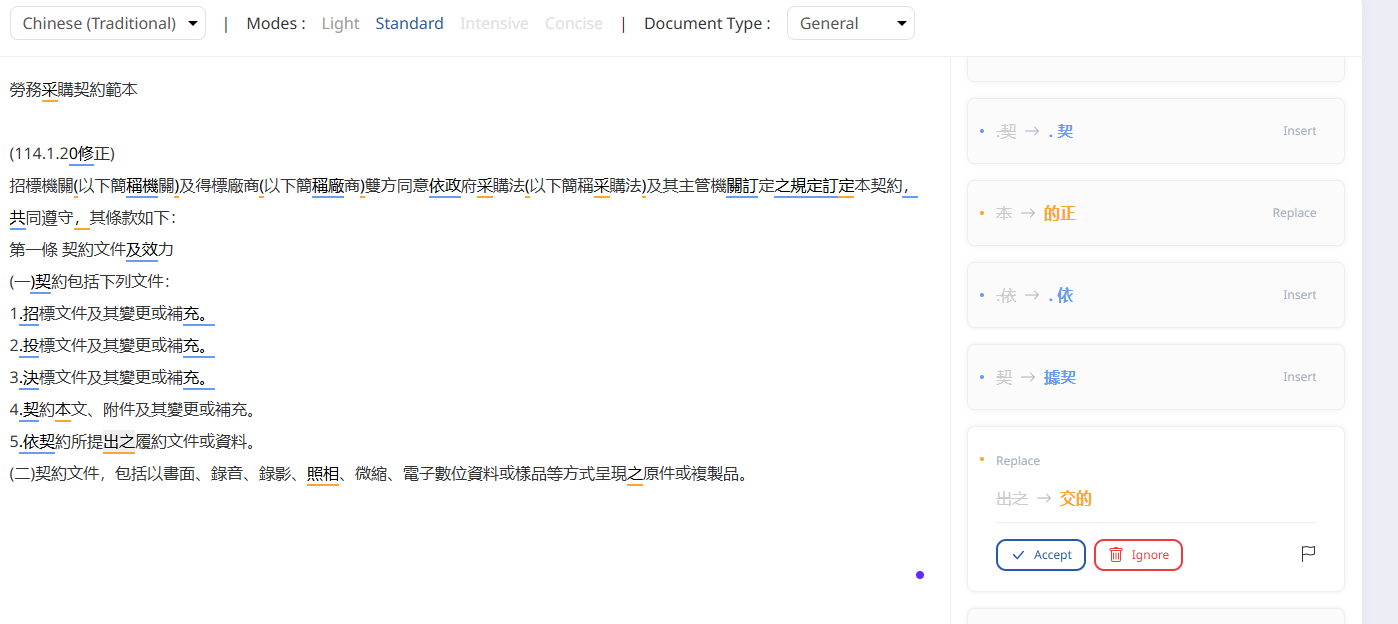 Chinese (Traditional) | Modes : Light Standard Intensive Concise | Document Type : General
勞務采購契約範本
(114.1.20修正)
招標機關(以下簡稱機關)及得標廠商(以下簡稱廠商)雙方同意依政府采購法(以下簡稱采購法)及其主管機關訂定之規定訂定本契約，
共同遵守，其條款如下：
第一條 契約文件及效力
(一)契約包括下列文件：
1.招標文件及其變更或補充。
2.投標文件及其變更或補充。
3.決標文件及其變更或補充。
4.契約本文、附件及其變更或補充。
5.依契約所提出之履約文件或資料。
(二)契約文件，包括以書面、錄音、錄影、照相、微縮、電子數位資料或樣品等方式呈現之原件或複製品。
.契 → . 契 Insert
本 → 的正 Replace
.依 → . 依 Insert
契 → 據契 Insert
Replace
出之 → 交的
Accept Ignore